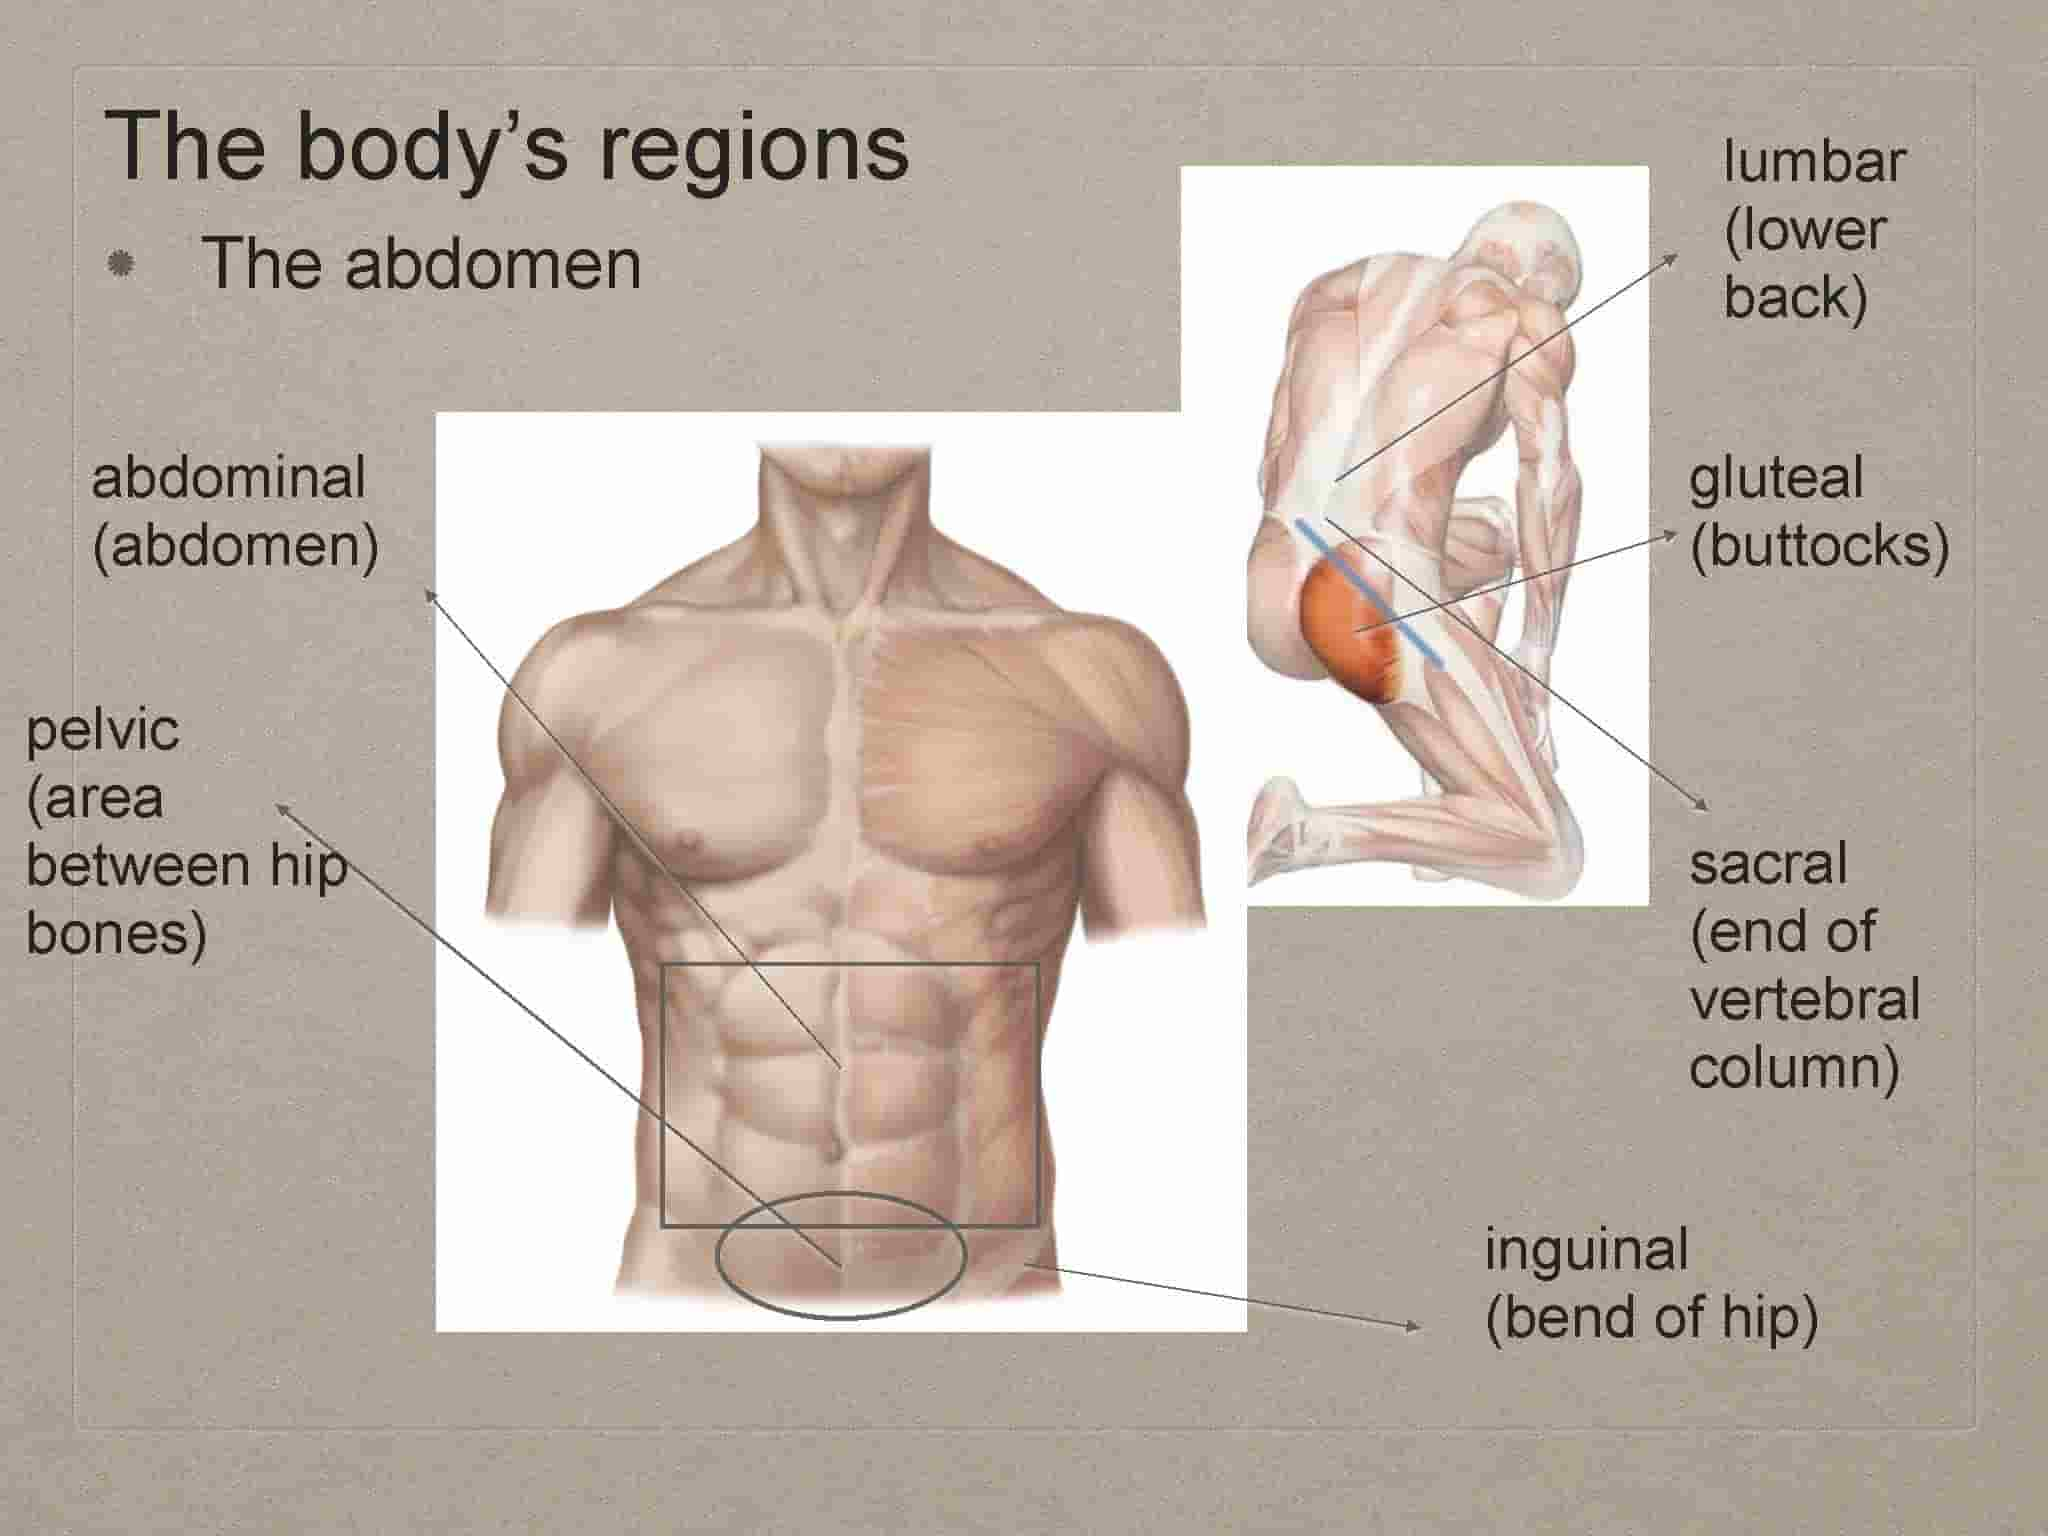 The body’s regions
The abdomen
abdominal
(abdomen)
pelvic
(area
between hip
bones)
lumbar
(lower
back)
gluteal
(buttocks)
sacral
(end of
vertebral
column)
inguinal
(bend of hip)